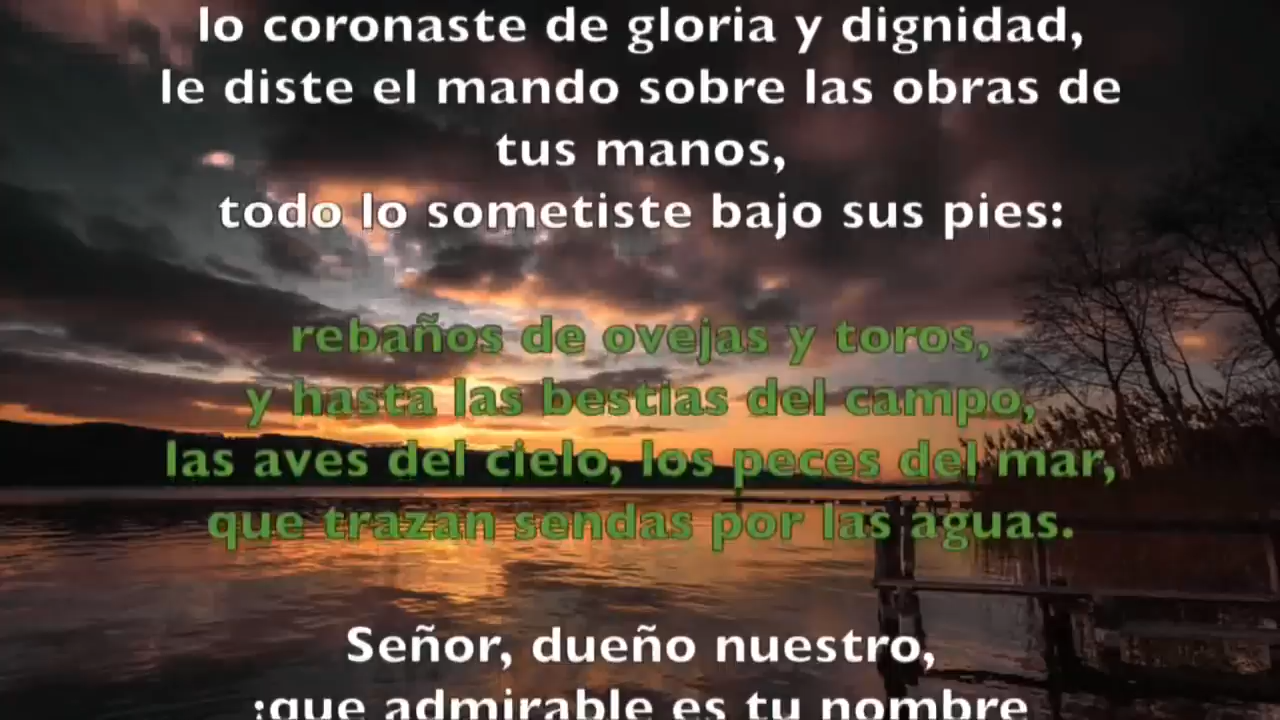 lo coronaste de gloria y dignidad,
le diste el mando sobre las obras de
tus manos,
todo lo sometiste bajo sus pies:
rebaños de ovejas y toros,
y hasta las bestias del campo,
las aves del cielo, los peces del mar,
que trazan sendas por las aguas.
Señor, dueño nuestro,
¡que admirable es tu nombre